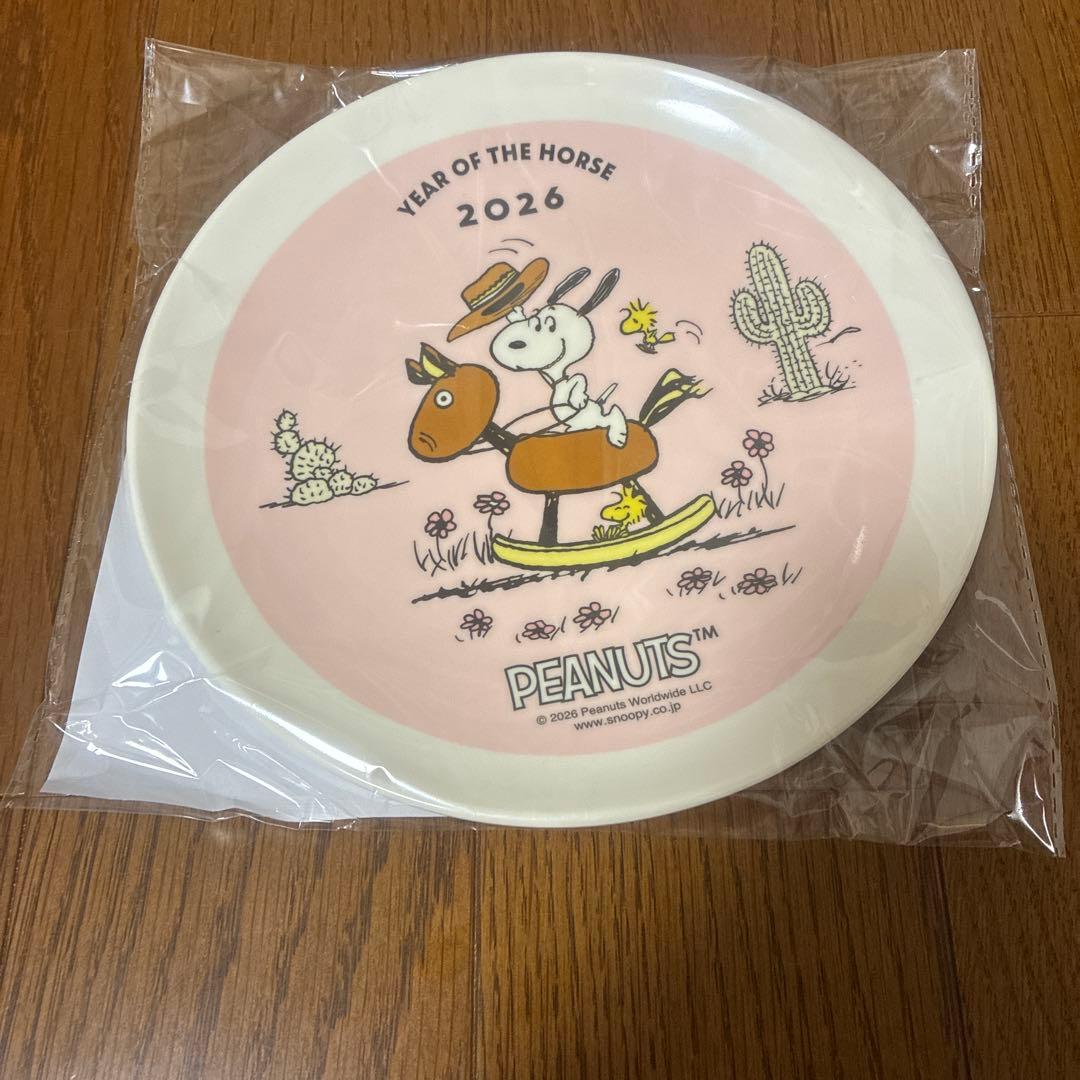 YEAR OF THE HORSE
2026
PEANUTS™
© 2026 Peanuts Worldwide LLC
www.snoopy.co.jp